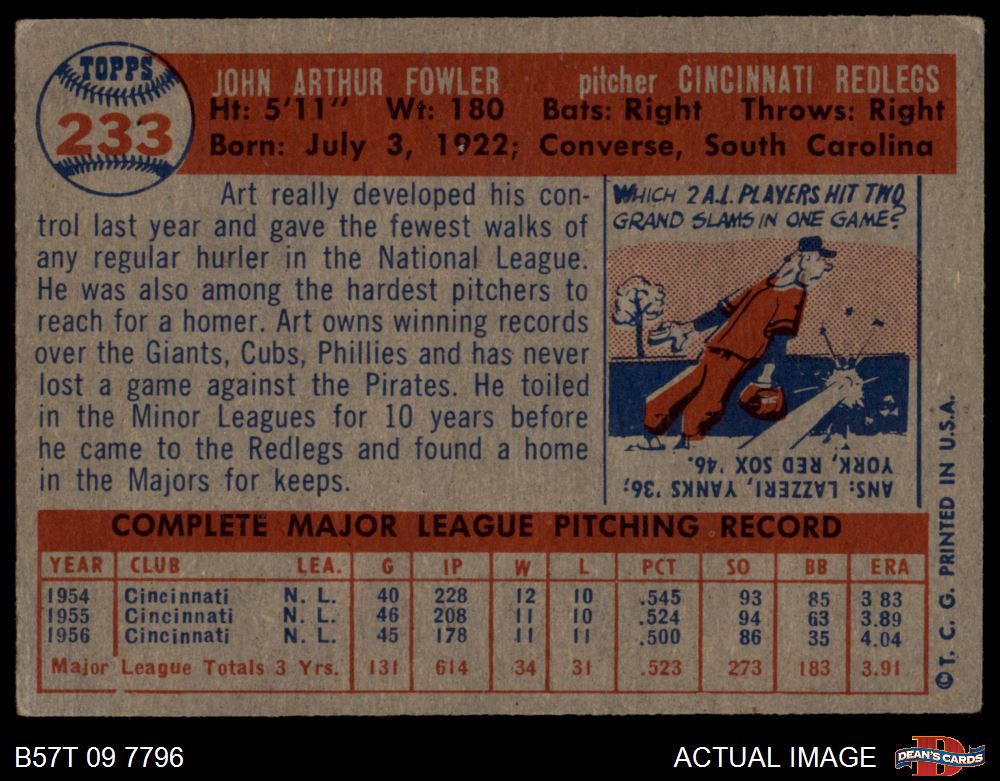 TOPPS
233
JOHN ARTHUR FOWLER pitcher CINCINNATI REDLEGS
Ht: 5'11" Wt: 180 Bats: Right Throws: Right
Born: July 3, 1922; Converse, South Carolina
Art really developed his con-
trol last year and gave the fewest walks of
any regular hurler in the National League.
He was also among the hardest pitchers to
reach for a homer. Art owns winning records
over the Giants, Cubs, Phillies and has never
lost a game against the Pirates. He toiled
in the Minor Leagues for 10 years before
he came to the Redlegs and found a home
in the Majors for keeps.
WHICH 2 A.L. PLAYERS HIT TWO
GRAND SLAMS IN ONE GAME?
ANS: LAZZERI, YANKS '36;
YORK, RED SOX '46.
COMPLETE MAJOR LEAGUE PITCHING RECORD
YEAR CLUB LEA. G IP W L PCT SO BB ERA
1954 Cincinnati N. L. 40 228 12 10 .545 93 85 3 83
1955 Cincinnati N. L. 46 208 11 10 .524 94 63 3.89
1956 Cincinnati N. L. 45 178 11 11 .500 86 35 4.04
Major League Totals 3 Yrs. 131 614 34 31 .523 273 183 3.91
© T. C. G. PRINTED IN U.S.A.
B57T 09 7796
ACTUAL IMAGE
DEAN'S CARDS